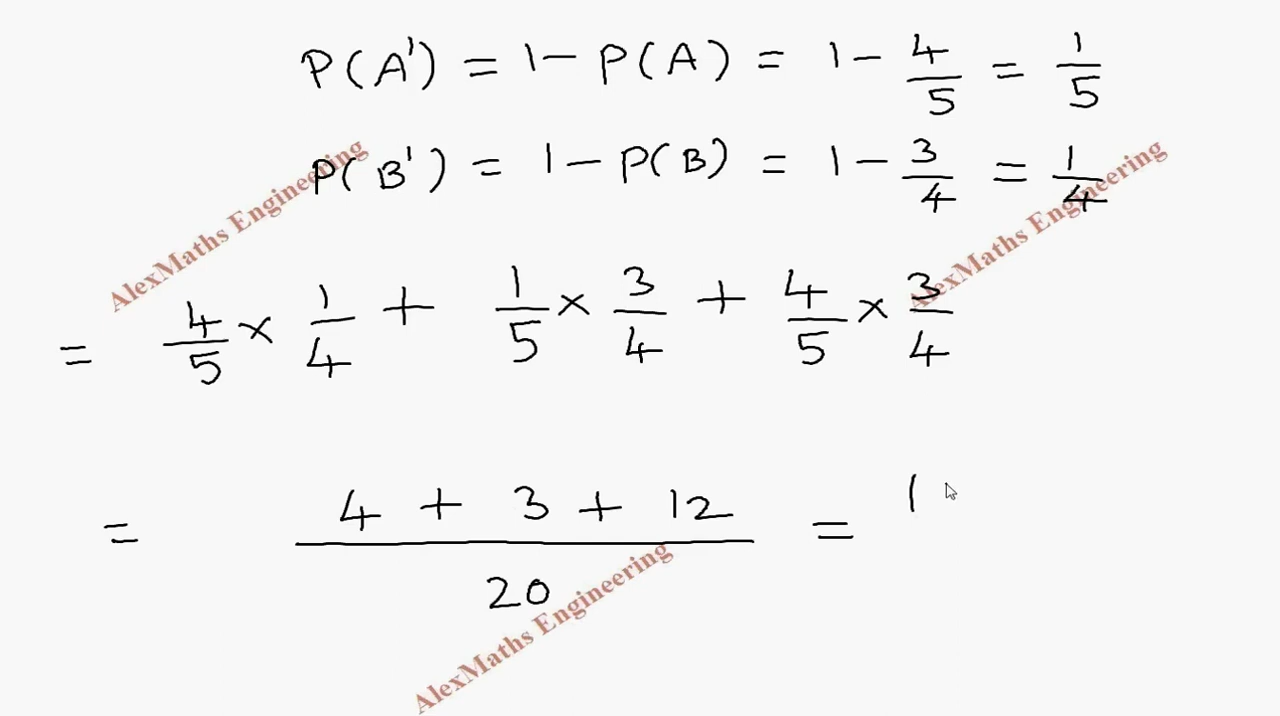 P(A') = 1 - P(A) = 1 - 4/5 = 1/5
P(B') = 1 - P(B) = 1 - 3/4 = 1/4
= 4/5 × 1/4 + 1/5 × 3/4 + 4/5 × 3/4
= (4 + 3 + 12)/20 = 1
AlexMaths Engineering
AlexMaths Engineering
AlexMaths Engineering